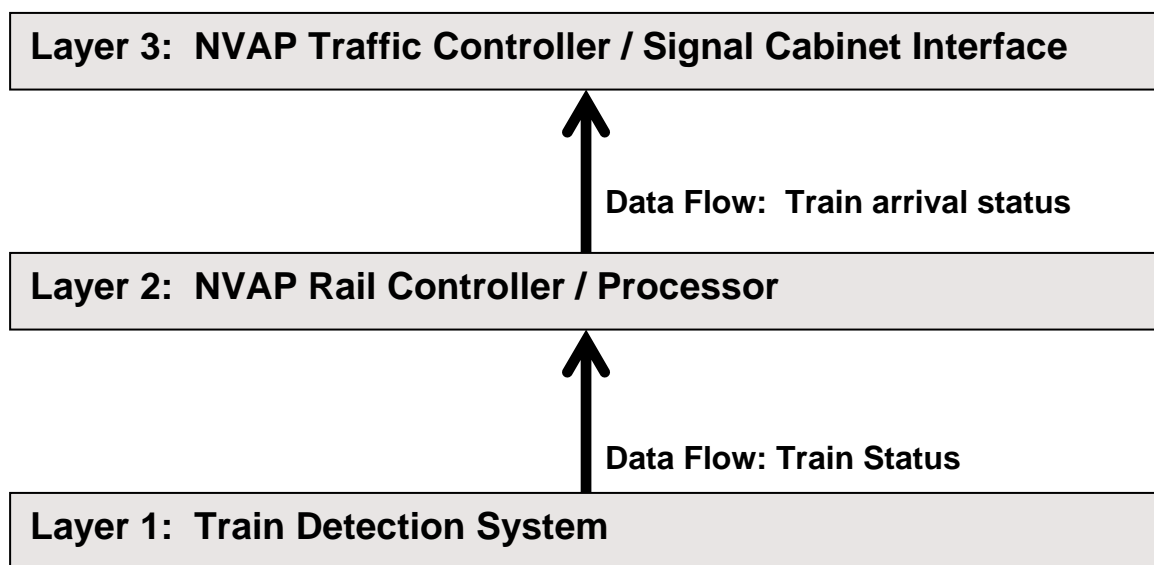 Layer 3:  NVAP Traffic Controller / Signal Cabinet Interface
Data Flow:  Train arrival status
Layer 2:  NVAP Rail Controller / Processor
Data Flow: Train Status
Layer 1:  Train Detection System